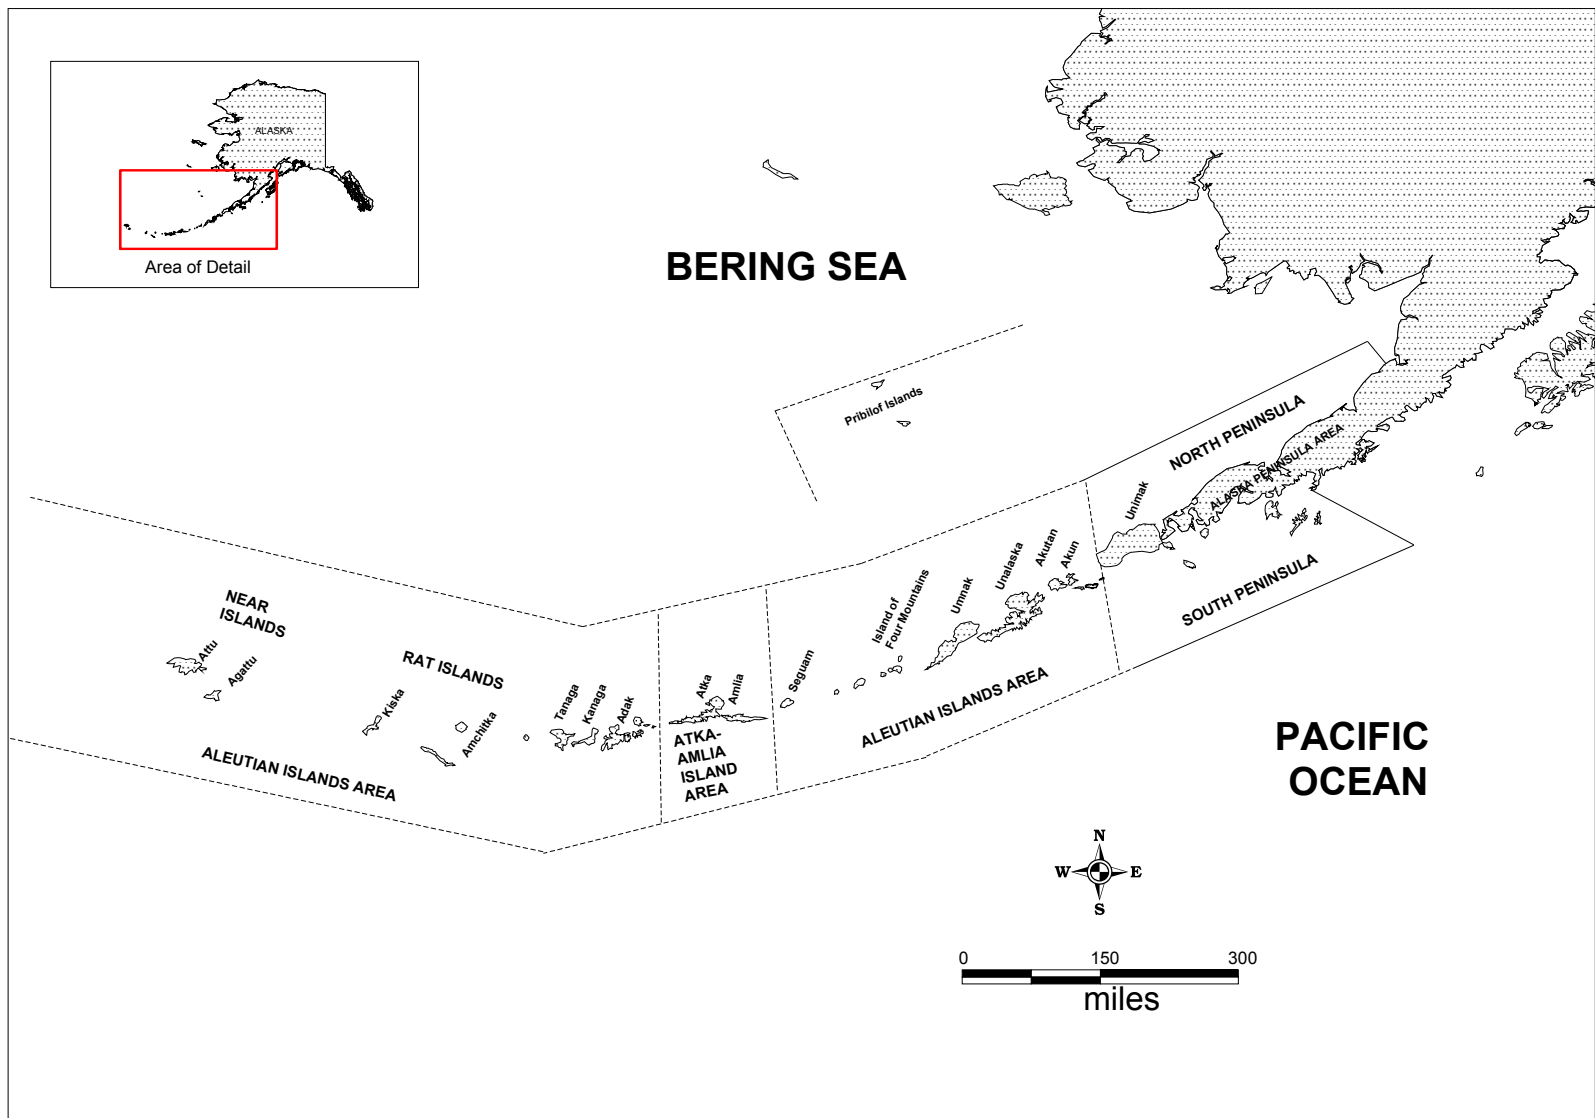 ALASKA
Area of Detail
BERING SEA
Pribilof Islands
NORTH PENINSULA
ALASKA PENINSULA AREA
Unimak
SOUTH PENINSULA
Akun
Akutan
Unalaska
Umnak
Island of
Four Mountains
Seguam
ALEUTIAN ISLANDS AREA
NEAR
ISLANDS
Attu
Agattu
RAT ISLANDS
Kiska
Amchitka
Tanaga
Kanaga
Adak
Atka
Amlia
ATKA-
AMLIA
ISLAND
AREA
ALEUTIAN ISLANDS AREA
PACIFIC
OCEAN
N
W E
S
0 150 300
miles